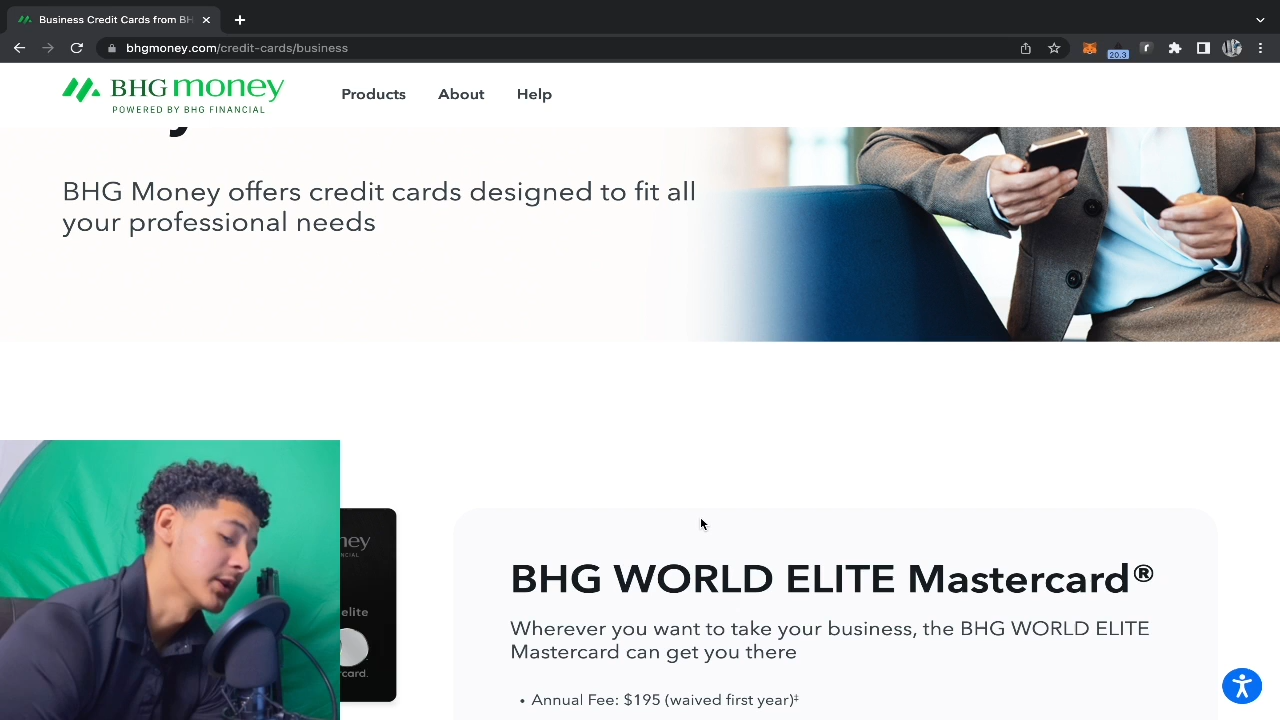 Business Credit Cards from BH
bhgmoney.com/credit-cards/business
20.3
BHG money
POWERED BY BHG FINANCIAL
Products
About
Help
BHG Money offers credit cards designed to fit all
your professional needs
elite
BHG WORLD ELITE Mastercard®
Wherever you want to take your business, the BHG WORLD ELITE
Mastercard can get you there
• Annual Fee: $195 (waived first year)‡